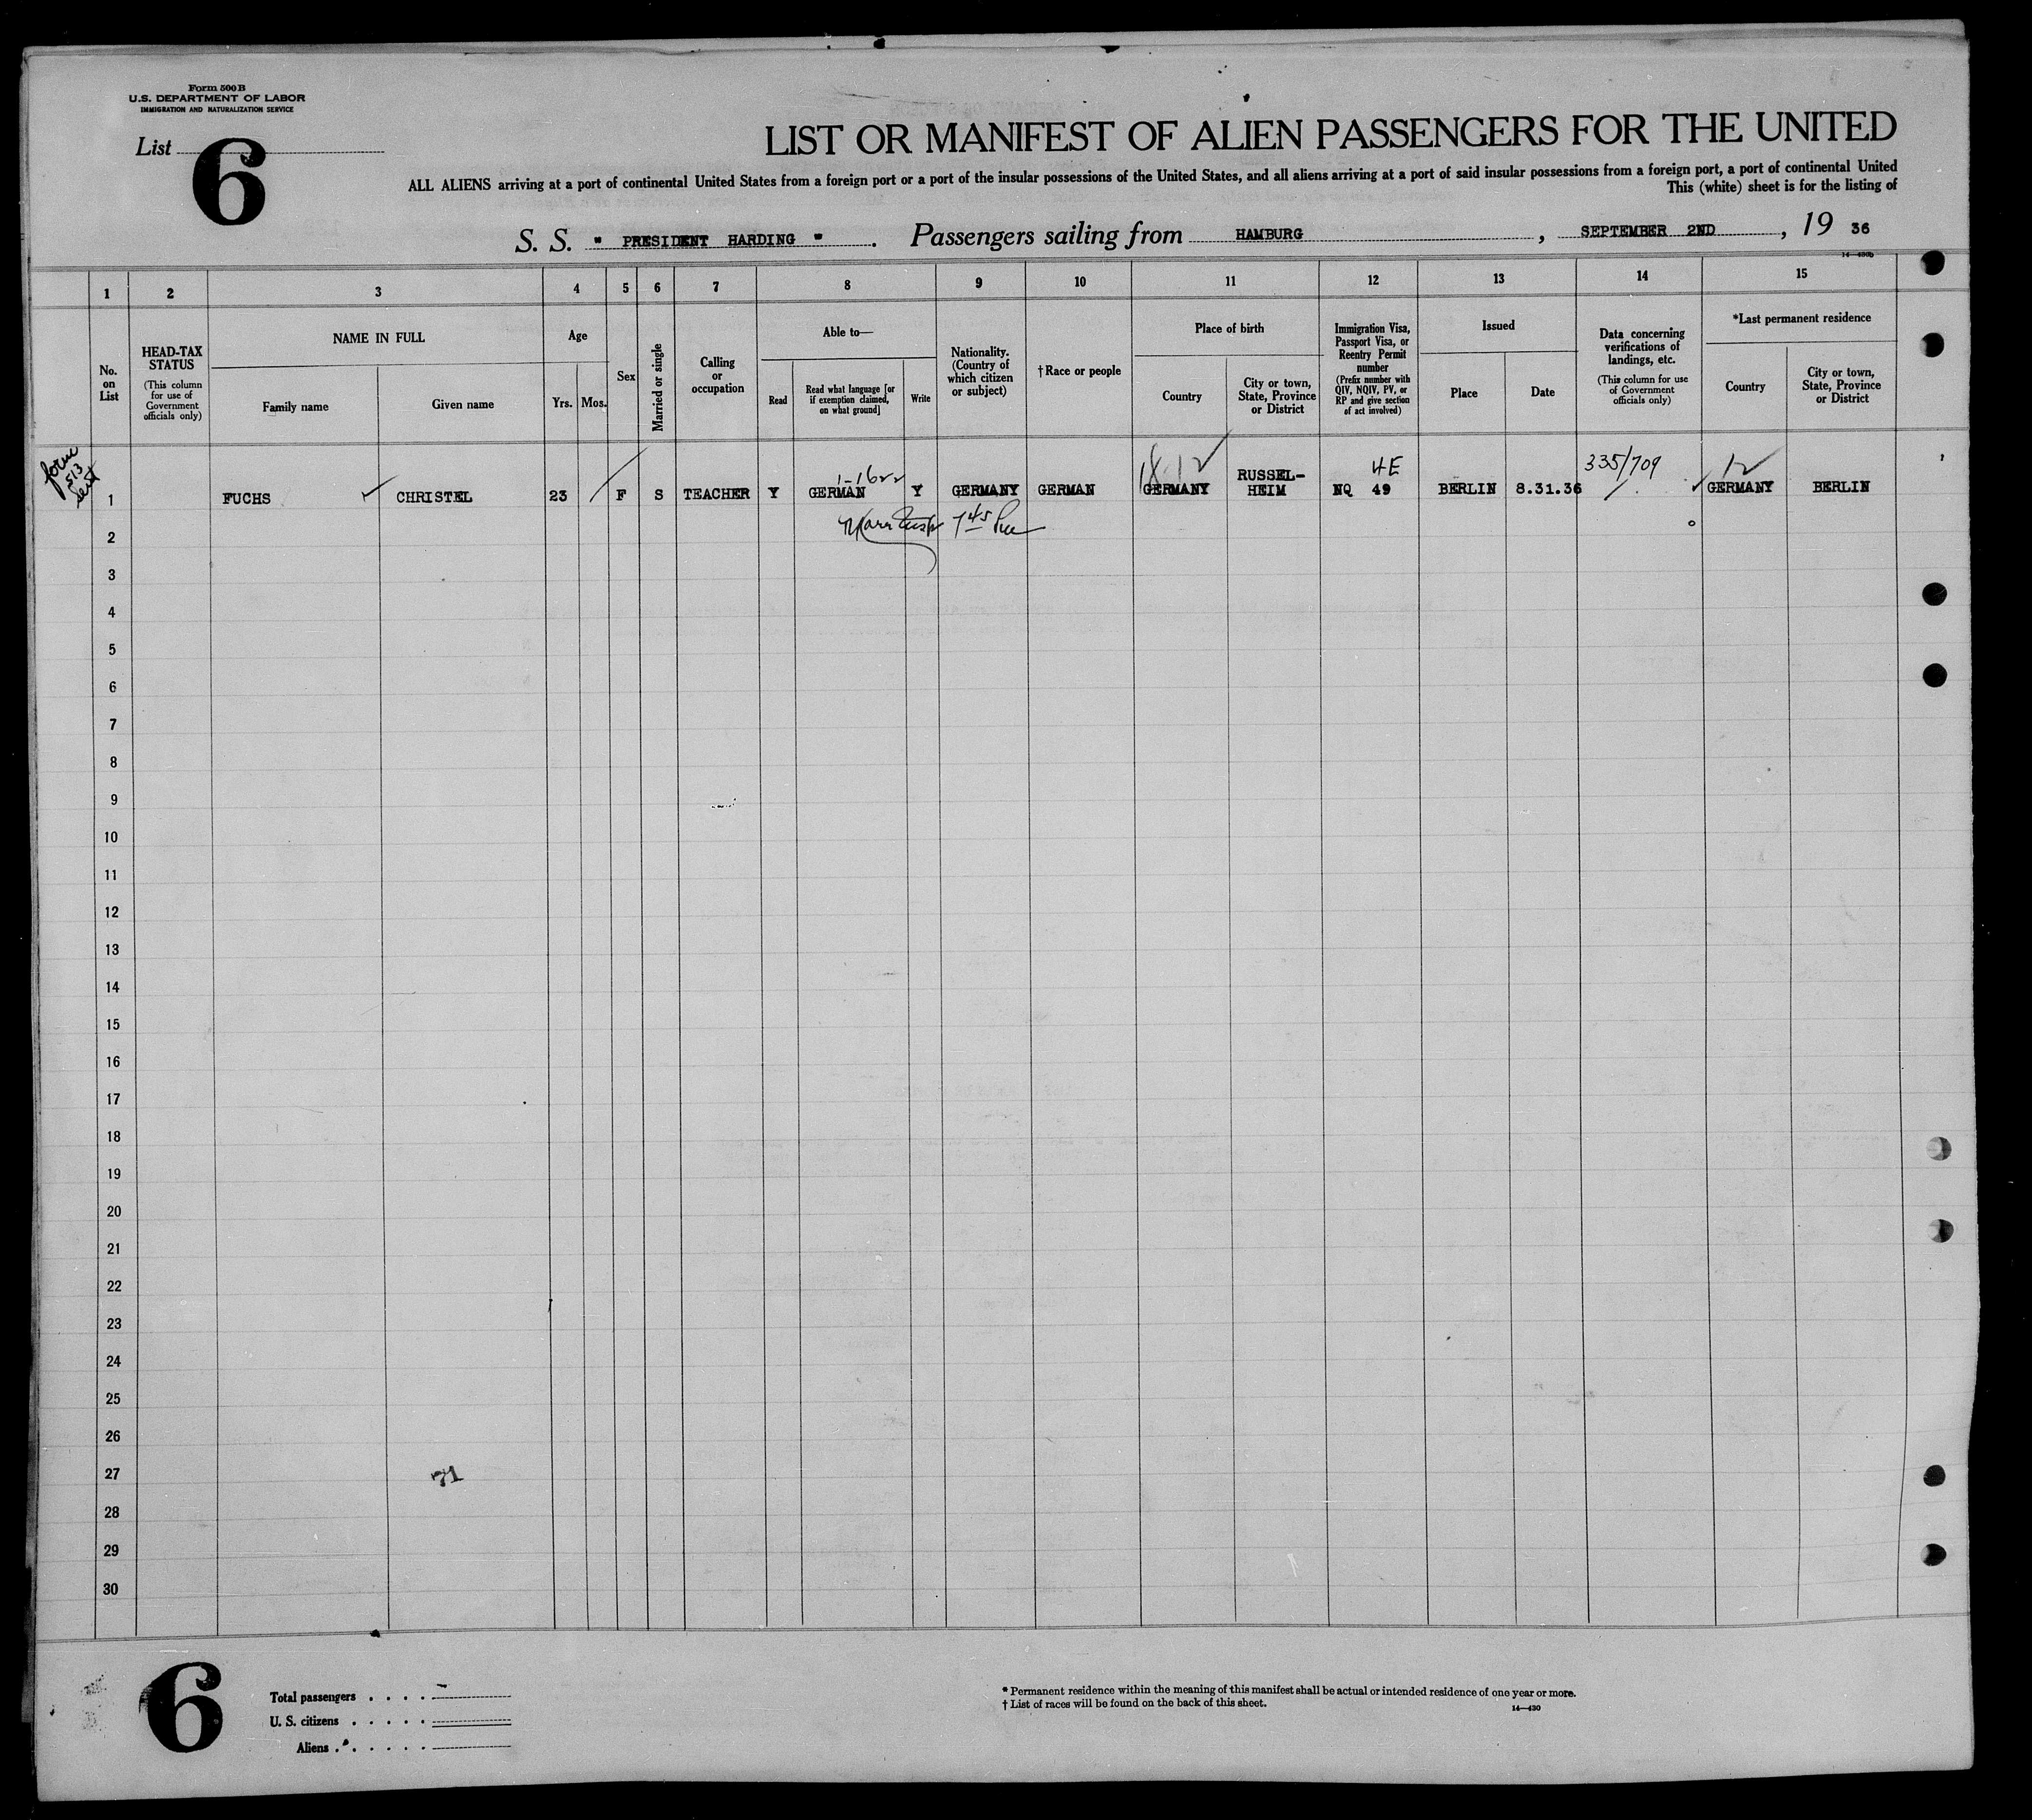 Form 500 B
U.S. DEPARTMENT OF LABOR
IMMIGRATION AND NATURALIZATION SERVICE
List 6
LIST OR MANIFEST OF ALIEN PASSENGERS FOR THE UNITED
ALL ALIENS arriving at a port of continental United States from a foreign port or a port of the insular possessions of the United States, and all aliens arriving at a port of said insular possessions from a foreign port, a port of continental United
This (white) sheet is for the listing of
S. S. " PRESIDENT HARDING " . Passengers sailing from HAMBURG , SEPTEMBER 2ND , 19 36
14—430b
1 2 3 4 5 6 7 8 9 10 11 12 13 14 15
No. on List
HEAD-TAX STATUS
(This column for use of Government officials only)
NAME IN FULL
Family name
Given name
Age
Yrs. Mos.
Sex
Married or single
Calling or occupation
Able to—
Read
Read what language [or if exemption claimed, on what ground]
Write
Nationality. (Country of which citizen or subject)
†Race or people
Place of birth
Country
City or town, State, Province or District
Immigration Visa, Passport Visa, or Reentry Permit number
(Prefix number with QIV, NQIV, PV, or RP and give section of act involved)
Issued
Place
Date
Data concerning verifications of landings, etc.
(This column for use of Government officials only)
*Last permanent residence
Country
City or town, State, Province or District
form
513
Sent
1-1622 12 4E 335/709 12
1 FUCHS CHRISTEL 23 F S TEACHER Y GERMAN Y GERMANY GERMAN GERMANY RUSSEL-HEIM NQ 49 BERLIN 8.31.36 GERMANY BERLIN
7 45
2
3
4
5
6
7
8
9
10
11
12
13
14
15
16
17
18
19
20
21
22
23
24
25
26
27 71
28
29
30
6
Total passengers . . . .
U. S. citizens . . . . .
Aliens . . . . . .
* Permanent residence within the meaning of this manifest shall be actual or intended residence of one year or more.
† List of races will be found on the back of this sheet.
14—430